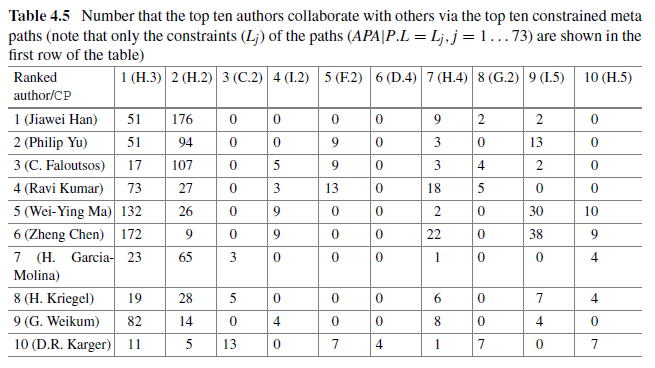 Table 4.5 Number that the top ten authors collaborate with others via the top ten constrained meta
paths (note that only the constraints (Lj) of the paths (APA|P.L = Lj, j = 1...73) are shown in the
first row of the table)
Ranked 1 (H.3) 2 (H.2) 3 (C.2) 4 (I.2) 5 (F.2) 6 (D.4) 7 (H.4) 8 (G.2) 9 (I.5) 10 (H.5)
author/CP
1 (Jiawei Han) 51 176 0 0 0 0 9 2 2 0
2 (Philip Yu) 51 94 0 0 9 0 3 0 13 0
3 (C. Faloutsos) 17 107 0 5 9 0 3 4 2 0
4 (Ravi Kumar) 73 27 0 3 13 0 18 5 0 0
5 (Wei-Ying Ma) 132 26 0 9 0 0 2 0 30 10
6 (Zheng Chen) 172 9 0 9 0 0 22 0 38 9
7 (H. Garcia- 23 65 3 0 0 0 1 0 0 4
Molina)
8 (H. Kriegel) 19 28 5 0 0 0 6 0 7 4
9 (G. Weikum) 82 14 0 4 0 0 8 0 4 0
10 (D.R. Karger) 11 5 13 0 7 4 1 7 0 7